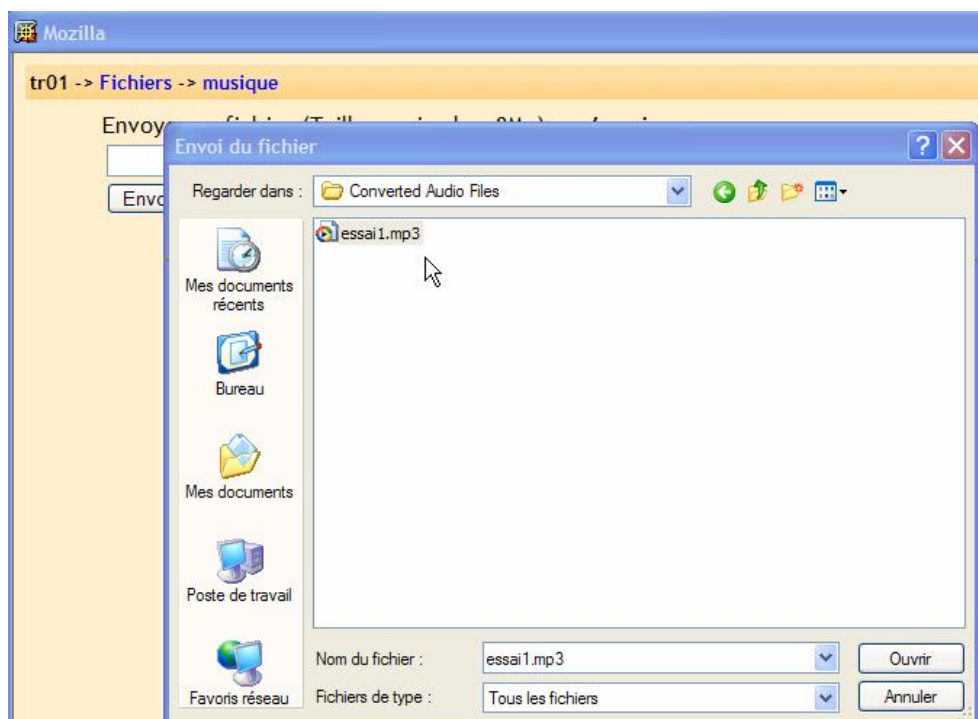 Mozilla
tr01 -> Fichiers -> musique
Envoi du fichier
Regarder dans : Converted Audio Files
essai1.mp3
Mes documents
récents
Bureau
Mes documents
Poste de travail
Favoris réseau
Nom du fichier : essai1.mp3 Ouvrir
Fichiers de type : Tous les fichiers Annuler